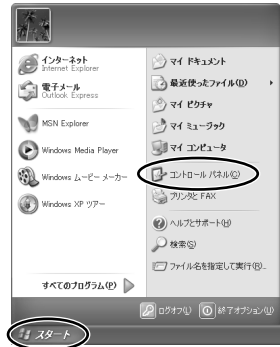 インターネット
Internet Explorer
電子メール
Outlook Express
MSN Explorer
Windows Media Player
Windows ムービー メーカー
Windows XP ツアー
すべてのプログラム(P)
マイ ドキュメント
最近使ったファイル(D)
マイ ピクチャ
マイ ミュージック
マイ コンピュータ
コントロール パネル(C)
プリンタと FAX
ヘルプとサポート(H)
検索(S)
ファイル名を指定して実行(R)...
ログオフ(L)
終了オプション(U)
スタート